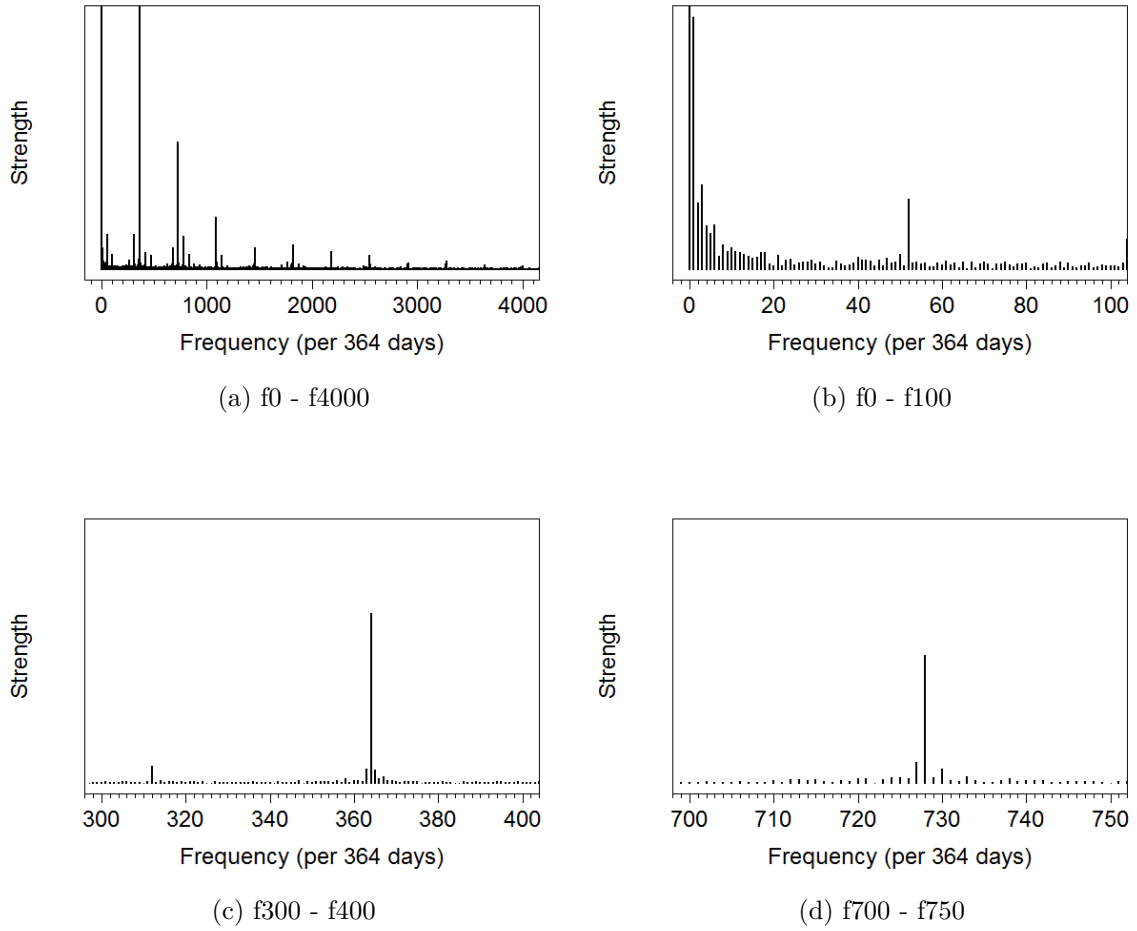 Strength
0 1000 2000 3000 4000
Frequency (per 364 days)
(a) f0 - f4000
Strength
0 20 40 60 80 100
Frequency (per 364 days)
(b) f0 - f100
Strength
300 320 340 360 380 400
Frequency (per 364 days)
(c) f300 - f400
Strength
700 710 720 730 740 750
Frequency (per 364 days)
(d) f700 - f750